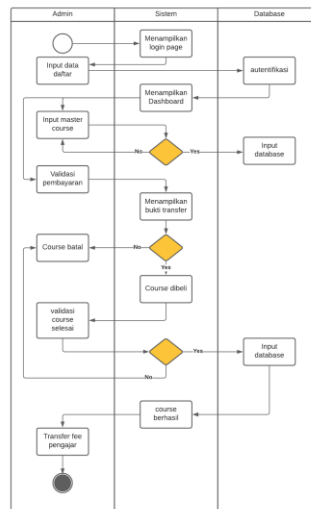 Admin
Sistem
Database
Menampilkan
login page
Input data
daftar
autentifikasi
Menampilkan
Dashboard
Input master
course
No
Yes
Input
database
Validasi
pembayaran
Menampilkan
bukti transfer
Course batal
No
Yes
Course dibeli
validasi
course
selesai
Yes
Input
database
No
course
berhasil
Transfer fee
pengajar